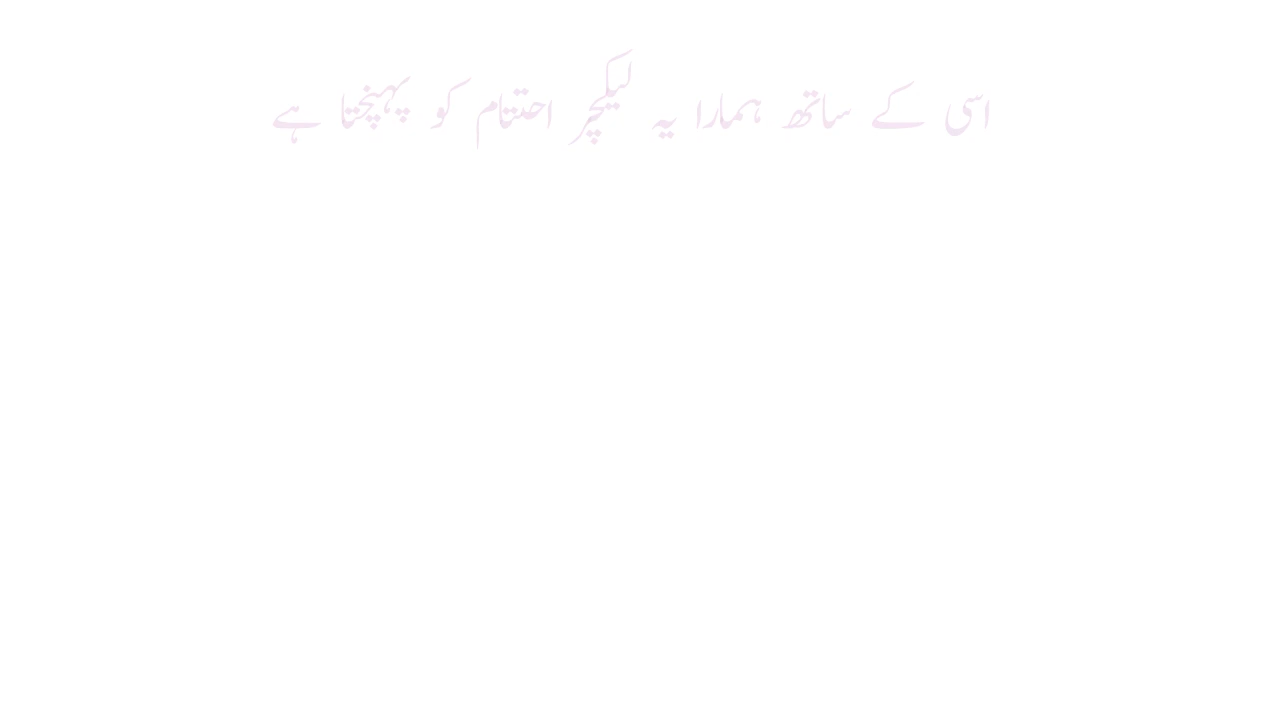 اسی کے ساتھ ہمارا یہ لیکچر اختتام کو پہنچتا ہے